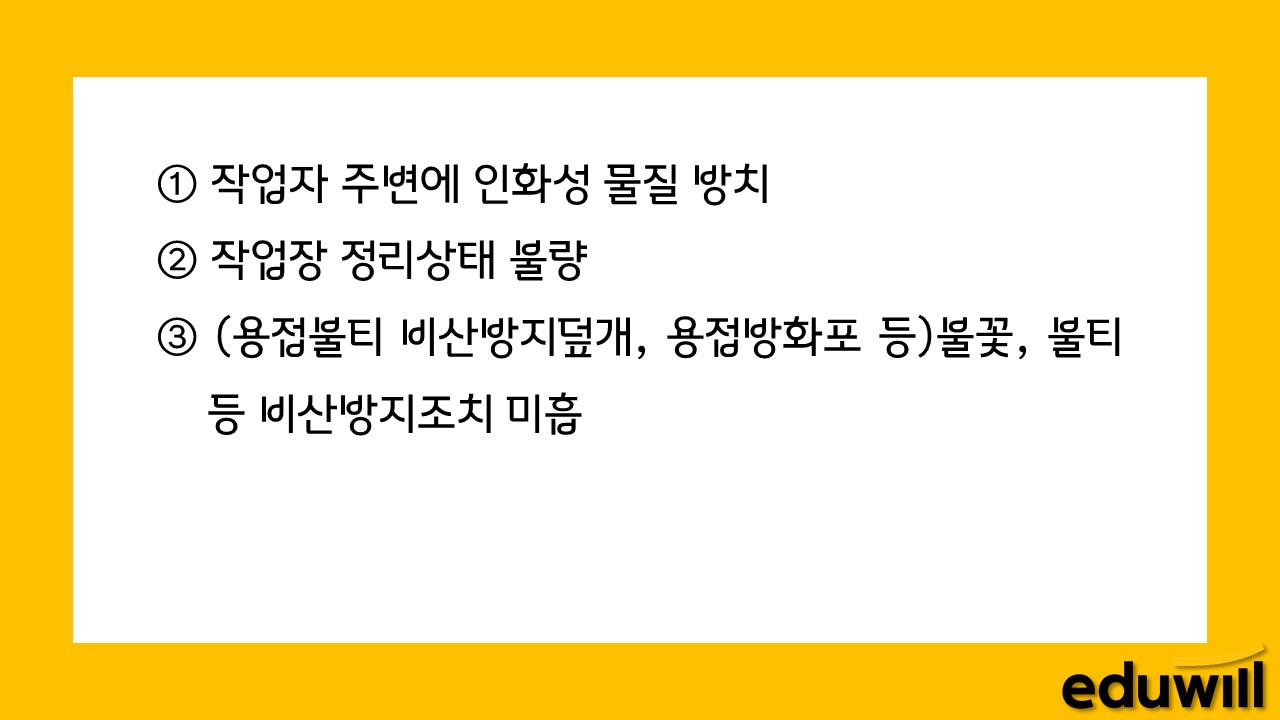 ① 작업자 주변에 인화성 물질 방치
② 작업장 정리상태 불량
③ (용접불티 비산방지덮개, 용접방화포 등)불꽃, 불티
등 비산방지조치 미흡
eduwill